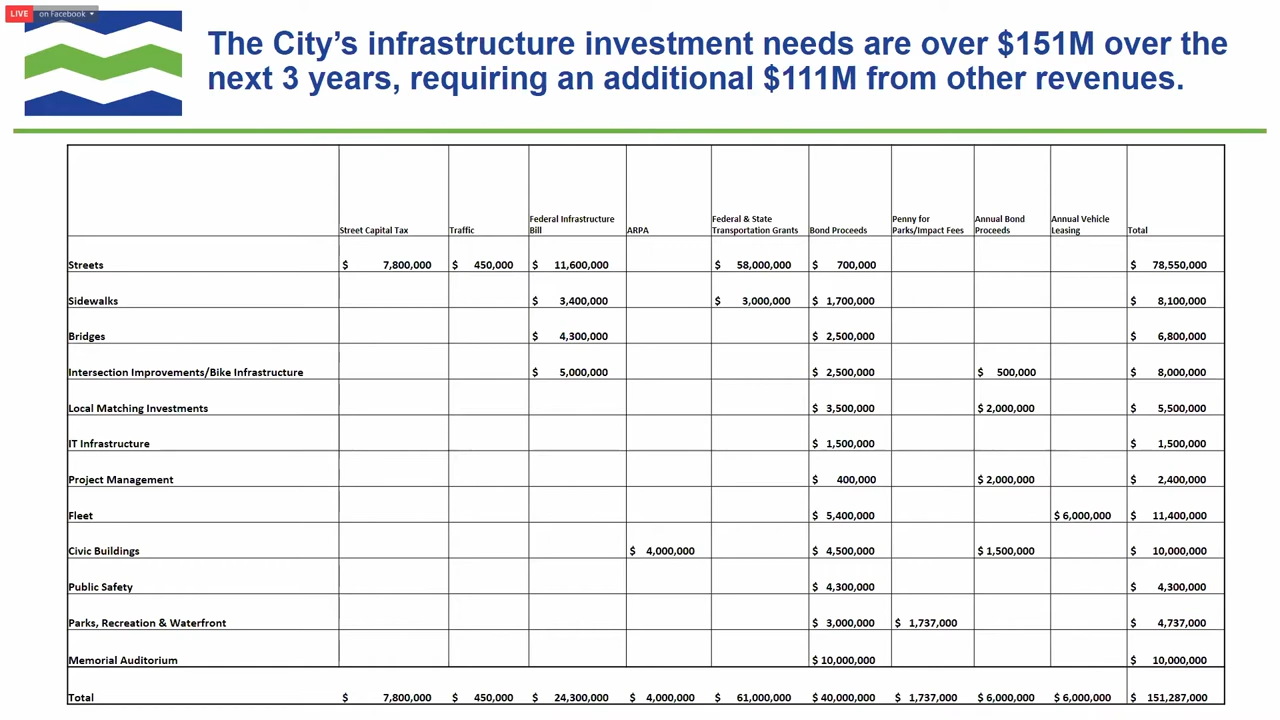 LIVE on Facebook
The City's infrastructure investment needs are over $151M over the
next 3 years, requiring an additional $111M from other revenues.
Street Capital Tax Traffic Federal Infrastructure Bill ARPA Federal & State Transportation Grants Bond Proceeds Penny for Parks/Impact Fees Annual Bond Proceeds Annual Vehicle Leasing Total
Streets $ 7,800,000 $ 450,000 $ 11,600,000 $ 58,000,000 $ 700,000 $ 78,550,000
Sidewalks $ 3,400,000 $ 3,000,000 $ 1,700,000 $ 8,100,000
Bridges $ 4,300,000 $ 2,500,000 $ 6,800,000
Intersection Improvements/Bike Infrastructure $ 5,000,000 $ 2,500,000 $ 500,000 $ 8,000,000
Local Matching Investments $ 3,500,000 $ 2,000,000 $ 5,500,000
IT Infrastructure $ 1,500,000 $ 1,500,000
Project Management $ 400,000 $ 2,000,000 $ 2,400,000
Fleet $ 5,400,000 $ 6,000,000 $ 11,400,000
Civic Buildings $ 4,000,000 $ 4,500,000 $ 1,500,000 $ 10,000,000
Public Safety $ 4,300,000 $ 4,300,000
Parks, Recreation & Waterfront $ 3,000,000 $ 1,737,000 $ 4,737,000
Memorial Auditorium $ 10,000,000 $ 10,000,000
Total $ 7,800,000 $ 450,000 $ 24,300,000 $ 4,000,000 $ 61,000,000 $ 40,000,000 $ 1,737,000 $ 6,000,000 $ 6,000,000 $ 151,287,000